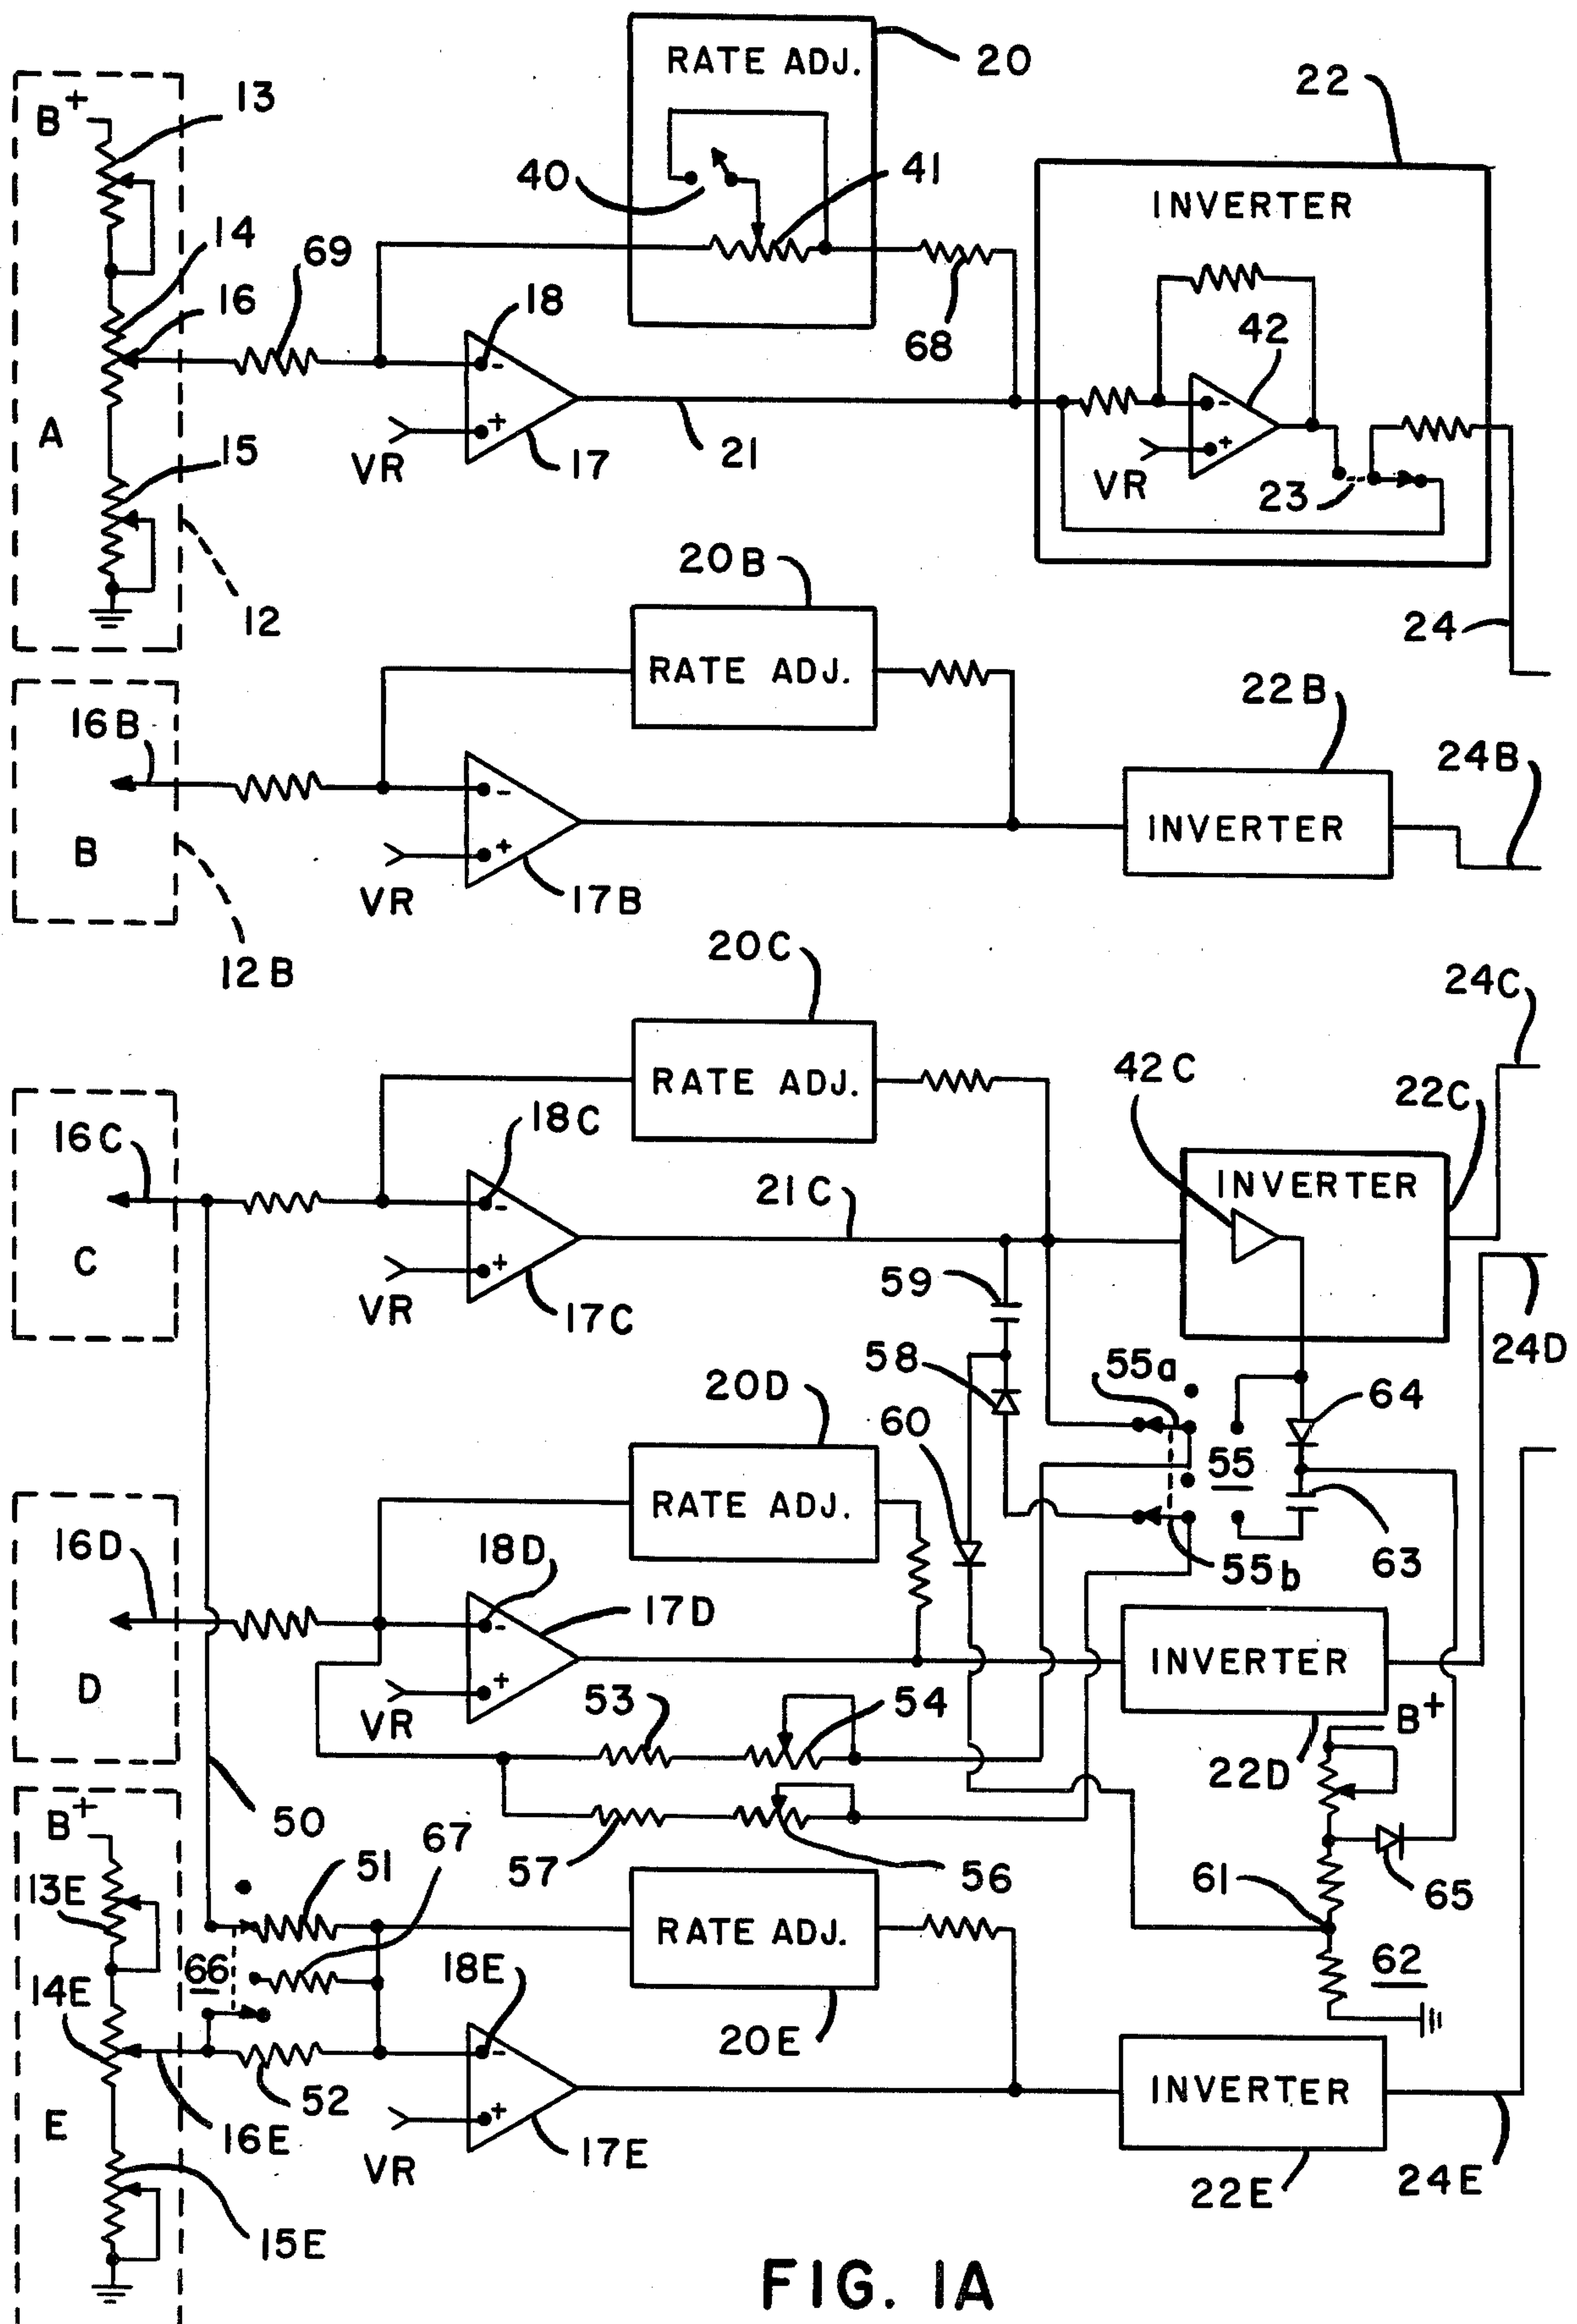 RATE ADJ.
20
22
B+
13
40
41
INVERTER
14
69
16
18
68
42
A
15
VR
17
21
VR
23
12
20B
24
RATE ADJ.
22B
16B
24B
INVERTER
B
VR
17B
12B
20C
24C
RATE ADJ.
42C
22C
16C
18C
INVERTER
21C
C
59
VR
17C
24D
58
55a
20D
60
64
55
RATE ADJ.
16D
18D
63
55b
17D
INVERTER
D
53
54
B+
VR
22D
B+
50
67
57
56
51
61
65
13E
RATE ADJ.
66
18E
62
14E
20E
52
INVERTER
E
16E
17E
VR
24E
22E
15E
FIG. 1A
-
+
-
+
-
+
-
+
-
+
-
+